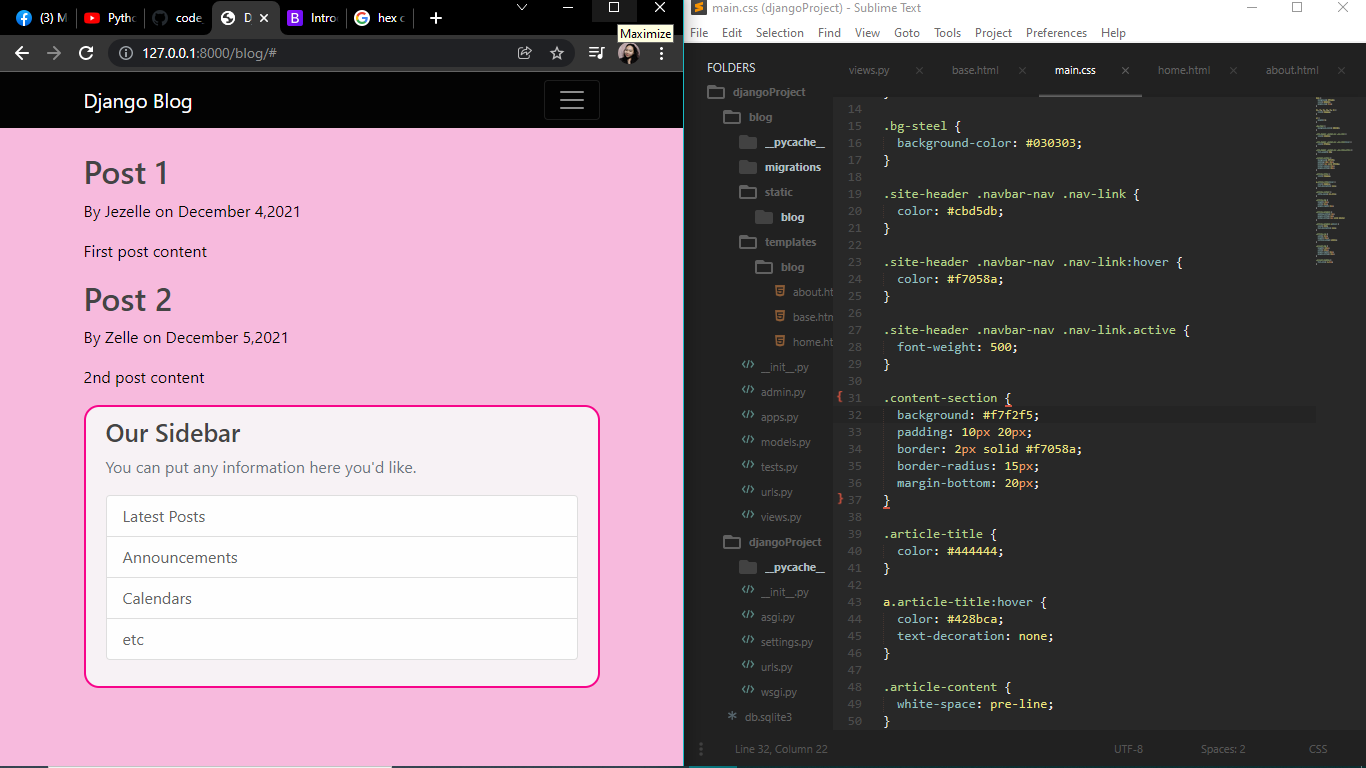 (3) M
Pyth
code
D
Intro
hex c
Maximize
127.0.0.1:8000/blog/#
Django Blog
Post 1
By Jezelle on December 4,2021
First post content
Post 2
By Zelle on December 5,2021
2nd post content
Our Sidebar
You can put any information here you'd like.
Latest Posts
Announcements
Calendars
etc
main.css (djangoProject) - Sublime Text
File Edit Selection Find View Goto Tools Project Preferences Help
FOLDERS
djangoProject
blog
__pycache__
migrations
static
blog
templates
blog
about.ht
base.htm
home.ht
__init__.py
admin.py
apps.py
models.py
tests.py
urls.py
views.py
djangoProject
__pycache__
__init__.py
asgi.py
settings.py
urls.py
wsgi.py
db.sqlite3
views.py base.html main.css home.html about.html
14
15 .bg-steel {
16 background-color: #030303;
17 }
18
19 .site-header .navbar-nav .nav-link {
20 color: #cbd5db;
21 }
22
23 .site-header .navbar-nav .nav-link:hover {
24 color: #f7058a;
25 }
26
27 .site-header .navbar-nav .nav-link.active {
28 font-weight: 500;
29 }
30
31 .content-section {
32 background: #f7f2f5;
33 padding: 10px 20px;
34 border: 2px solid #f7058a;
35 border-radius: 15px;
36 margin-bottom: 20px;
37 }
38
39 .article-title {
40 color: #444444;
41 }
42
43 a.article-title:hover {
44 color: #428bca;
45 text-decoration: none;
46 }
47
48 .article-content {
49 white-space: pre-line;
50 }
Line 32, Column 22 UTF-8 Spaces: 2 CSS